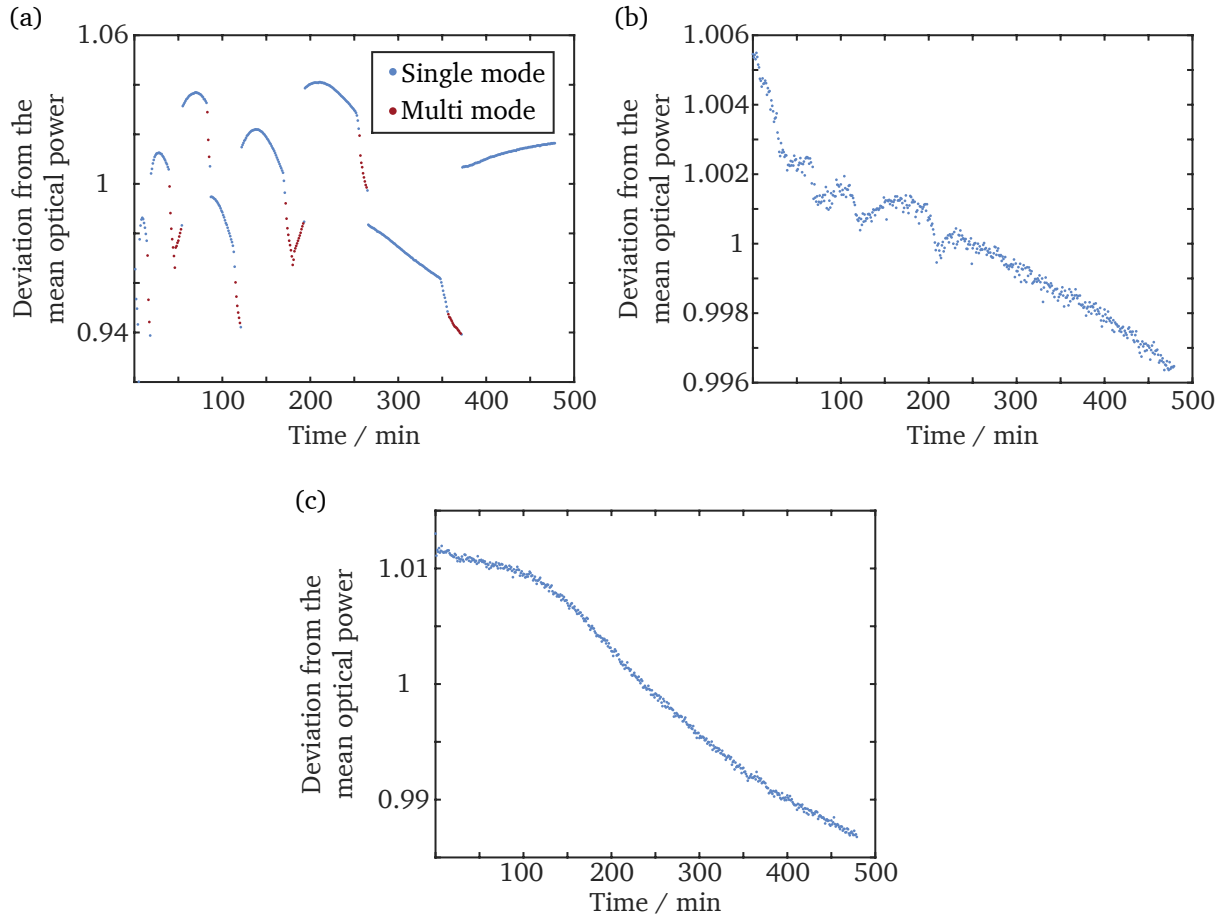 (a)
1.06
1
0.94
Deviation from the
mean optical power
Single mode
Multi mode
100 200 300 400 500
Time / min
(b)
1.006
1.004
1.002
1
0.998
0.996
Deviation from the
mean optical power
100 200 300 400 500
Time / min
(c)
1.01
1
0.99
Deviation from the
mean optical power
100 200 300 400 500
Time / min